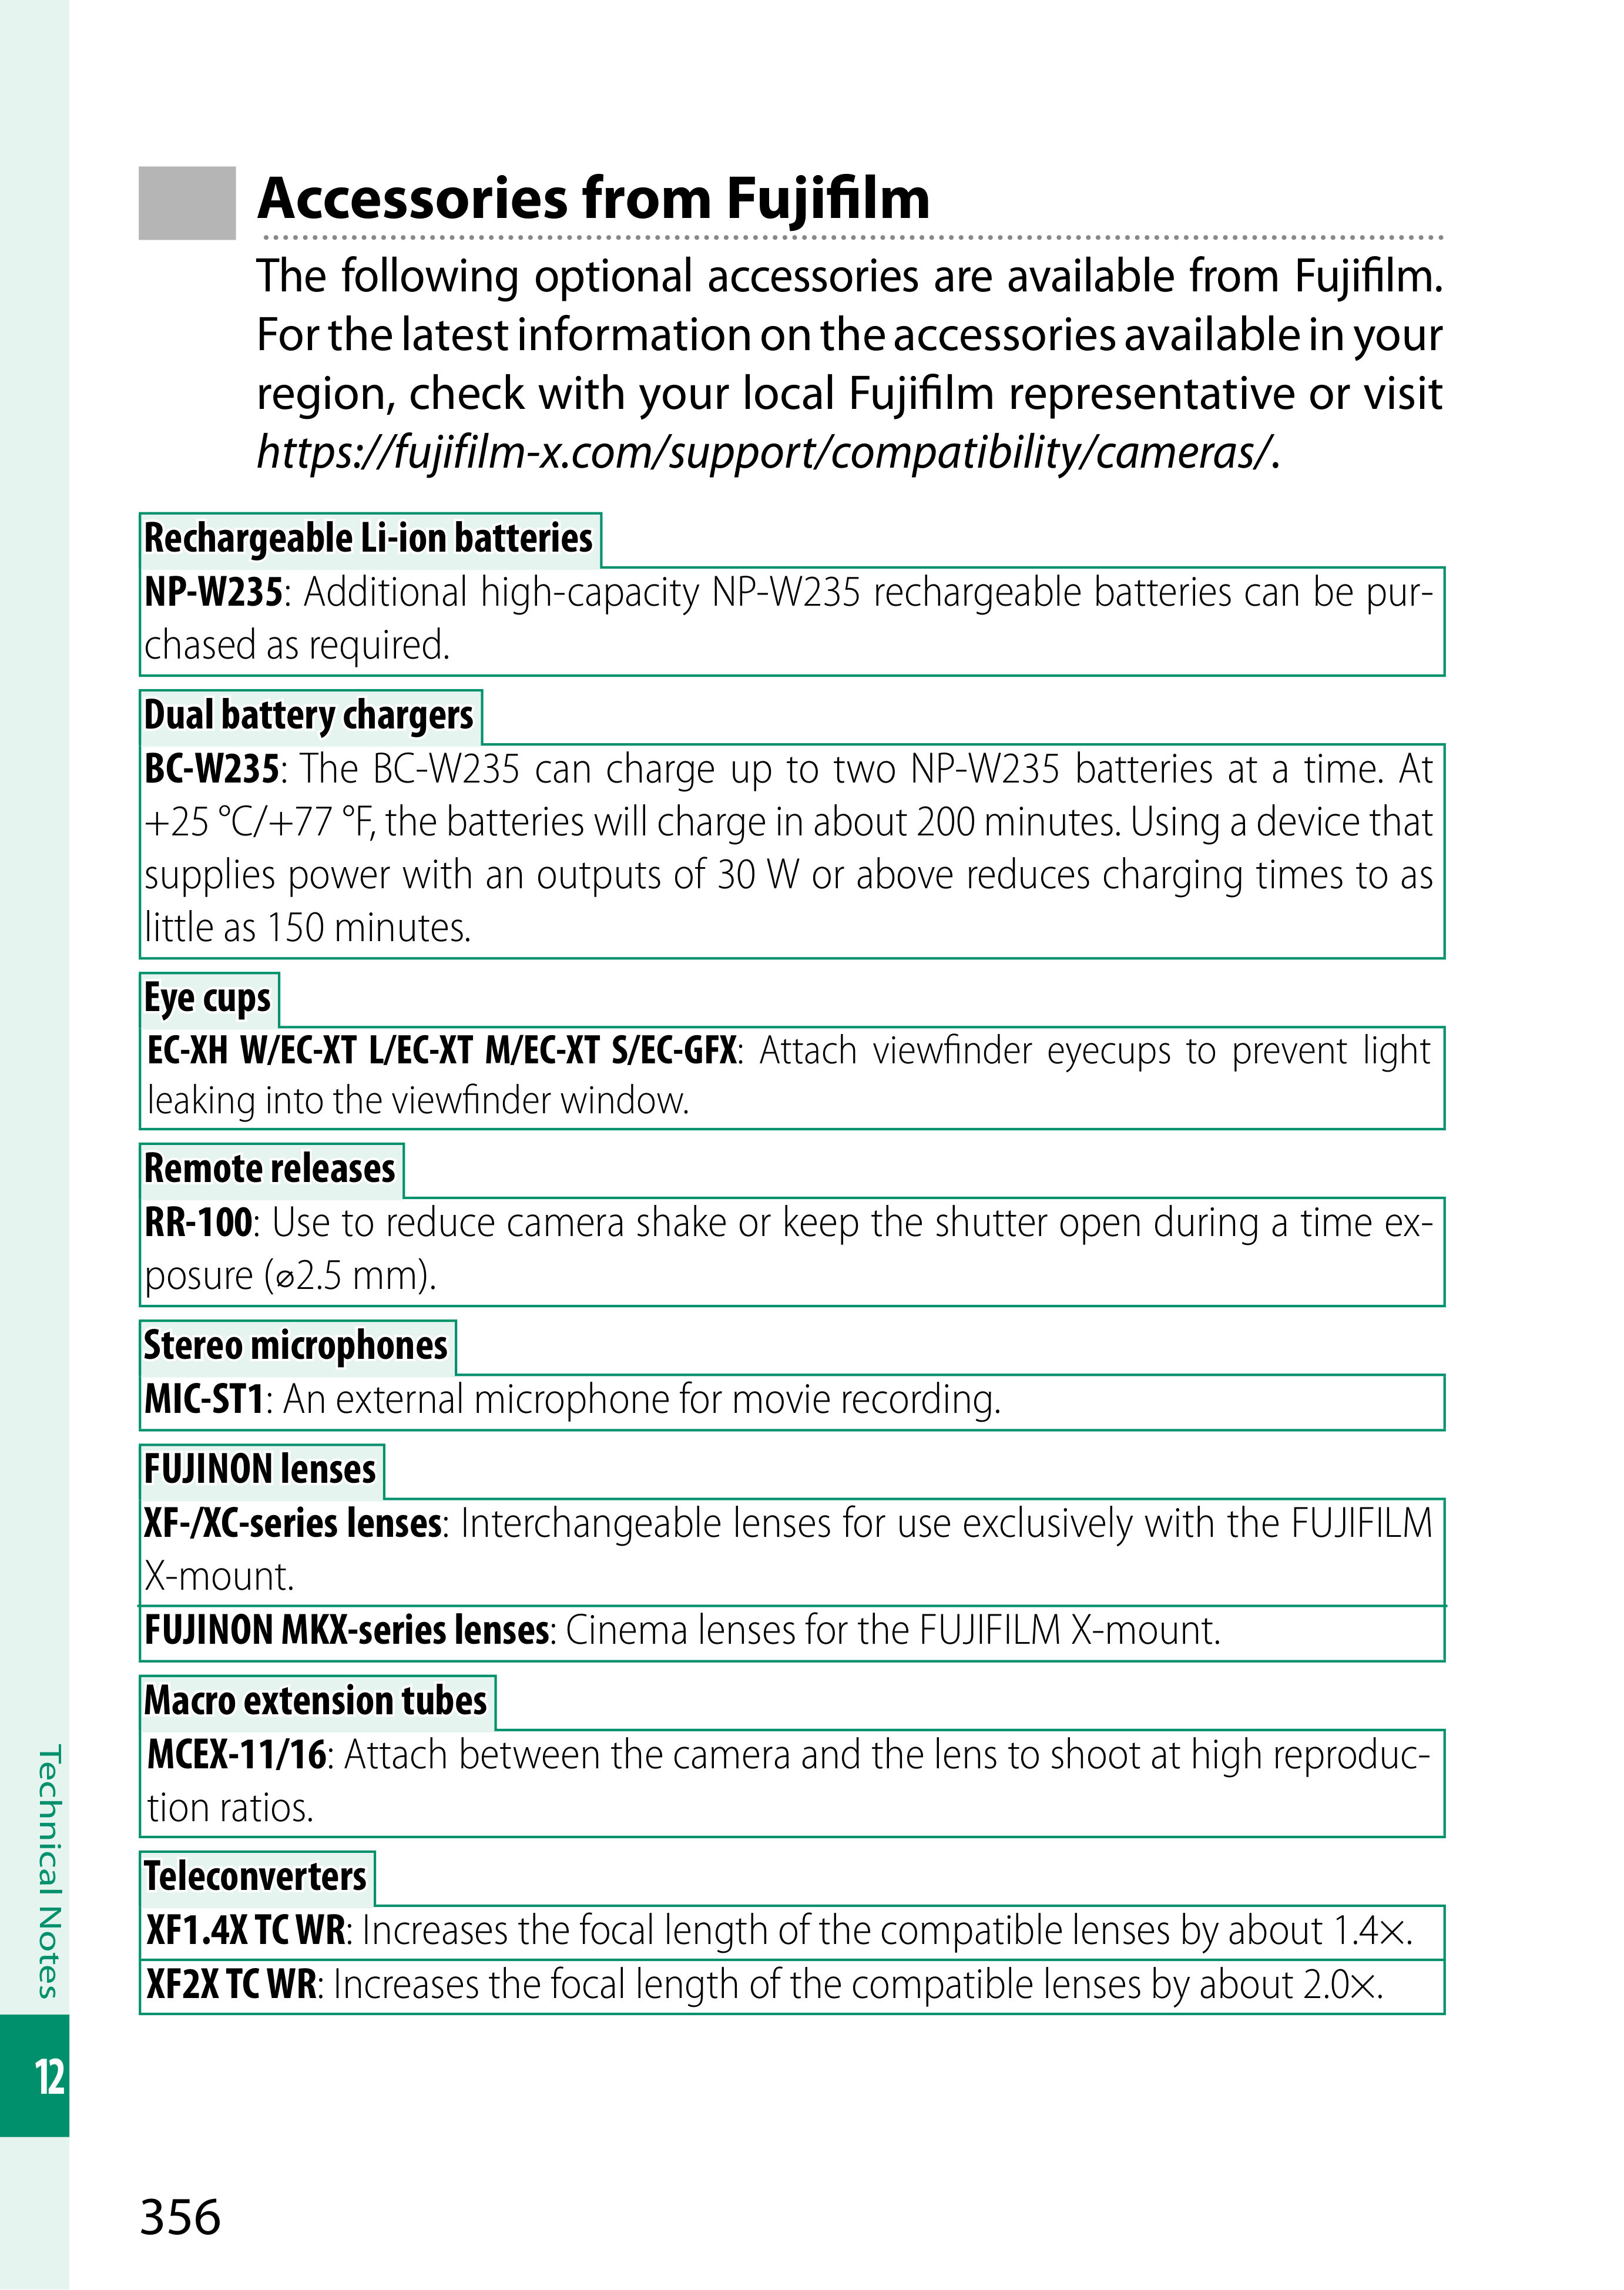 Accessories from Fujifilm
The following optional accessories are available from Fujifilm.
For the latest information on the accessories available in your
region, check with your local Fujifilm representative or visit
https://fujifilm-x.com/support/compatibility/cameras/.
Rechargeable Li-ion batteries
NP-W235: Additional high-capacity NP-W235 rechargeable batteries can be pur-
chased as required.
Dual battery chargers
BC-W235: The BC-W235 can charge up to two NP-W235 batteries at a time. At
+25 °C/+77 °F, the batteries will charge in about 200 minutes. Using a device that
supplies power with an outputs of 30 W or above reduces charging times to as
little as 150 minutes.
Eye cups
EC-XH W/EC-XT L/EC-XT M/EC-XT S/EC-GFX: Attach viewfinder eyecups to prevent light
leaking into the viewfinder window.
Remote releases
RR-100: Use to reduce camera shake or keep the shutter open during a time ex-
posure (⌀2.5 mm).
Stereo microphones
MIC-ST1: An external microphone for movie recording.
FUJINON lenses
XF-/XC-series lenses: Interchangeable lenses for use exclusively with the FUJIFILM
X-mount.
FUJINON MKX-series lenses: Cinema lenses for the FUJIFILM X-mount.
Macro extension tubes
MCEX-11/16: Attach between the camera and the lens to shoot at high reproduc-
tion ratios.
Teleconverters
XF1.4X TC WR: Increases the focal length of the compatible lenses by about 1.4×.
XF2X TC WR: Increases the focal length of the compatible lenses by about 2.0×.
Technical Notes
12
356